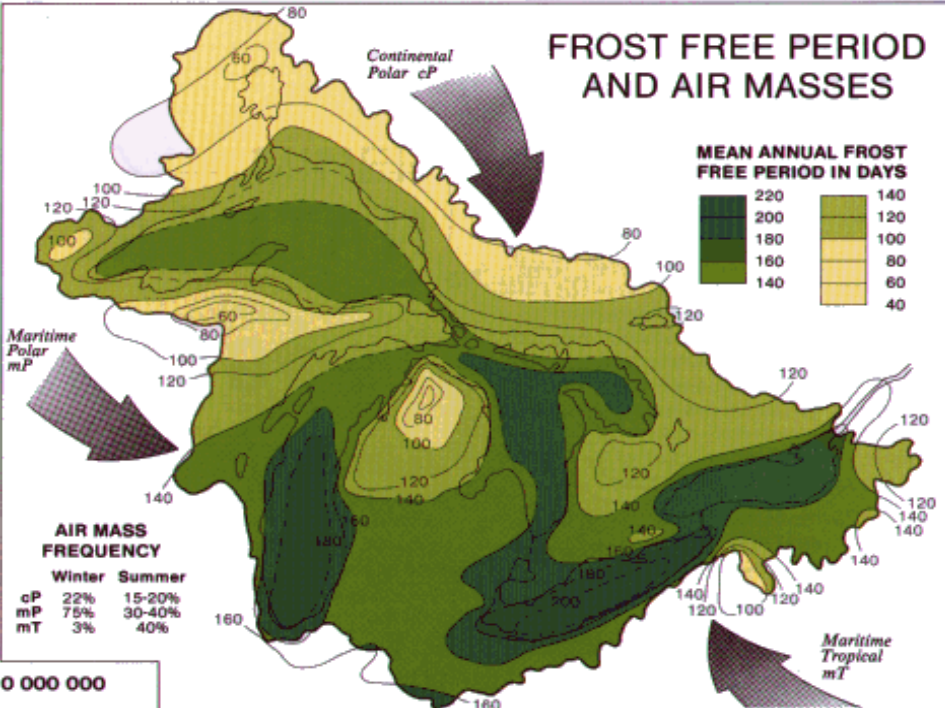 FROST FREE PERIOD
AND AIR MASSES
Continental
Polar cP
MEAN ANNUAL FROST
FREE PERIOD IN DAYS
220
200
180
160
140
140
120
100
80
60
40
80
60
100
120
120
100
80
100
120
60
80
100
120
Maritime
Polar
mP
80
100
120
140
120
140
120
120
140
140
140
160
180
160
180
200
140
120
100
120
140
140
120
140
140
140
160
160
AIR MASS
FREQUENCY
Winter Summer
cP 22% 15-20%
mP 75% 30-40%
mT 3% 40%
Maritime
Tropical
mT
0 000 000